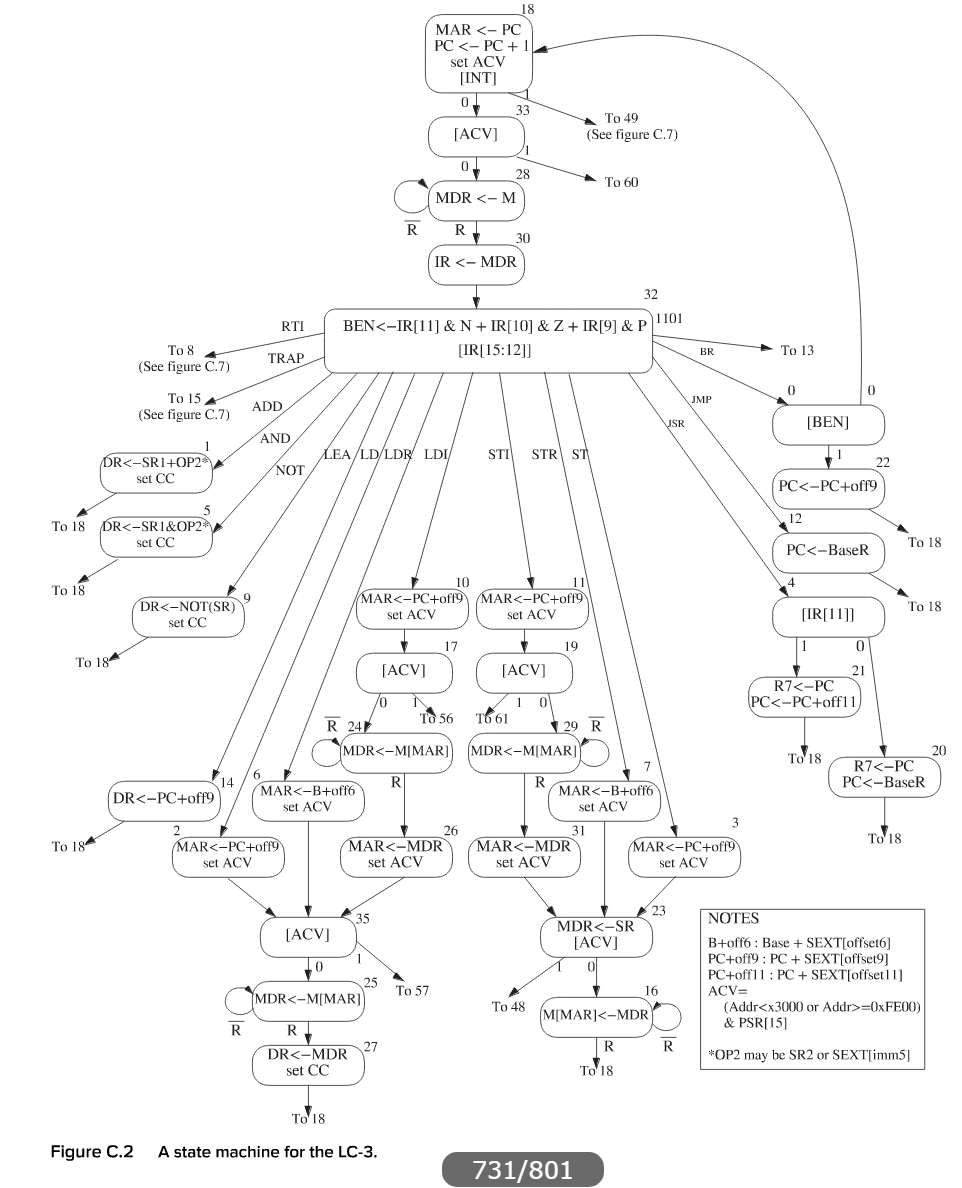 18
MAR <– PC
PC <– PC + 1
set ACV
[INT]
0
1
To 49
(See figure C.7)
33
[ACV]
0
1
To 60
28
MDR <– M
R
R
30
IR <– MDR
32
BEN<–IR[11] & N + IR[10] & Z + IR[9] & P
[IR[15:12]]
1101
To 13
RTI
To 8
(See figure C.7)
TRAP
To 15
(See figure C.7)
ADD
AND
NOT
LEA
LD
LDR
LDI
STI
STR
ST
JSR
JMP
BR
1
DR<–SR1+OP2*
set CC
To 18
5
DR<–SR1&OP2*
set CC
To 18
9
DR<–NOT(SR)
set CC
To 18
0
0
[BEN]
1
22
PC<–PC+off9
To 18
12
PC<–BaseR
To 18
4
[IR[11]]
1
0
21
R7<–PC
PC<–PC+off11
To 18
20
R7<–PC
PC<–BaseR
To 18
10
MAR<–PC+off9
set ACV
17
[ACV]
0
1
To 56
24
R
MDR<–M[MAR]
R
26
MAR<–MDR
set ACV
11
MAR<–PC+off9
set ACV
19
[ACV]
1
0
To 61
29
R
MDR<–M[MAR]
R
31
MAR<–MDR
set ACV
14
DR<–PC+off9
To 18
2
MAR<–PC+off9
set ACV
6
MAR<–B+off6
set ACV
7
MAR<–B+off6
set ACV
3
MAR<–PC+off9
set ACV
35
[ACV]
0
1
To 57
25
MDR<–M[MAR]
R
R
27
DR<–MDR
set CC
To 18
23
MDR<–SR
[ACV]
1
0
To 48
16
M[MAR]<–MDR
R
R
To 18
NOTES
B+off6 : Base + SEXT[offset6]
PC+off9 : PC + SEXT[offset9]
PC+off11 : PC + SEXT[offset11]
ACV=
(Addr<x3000 or Addr>=0xFE00)
& PSR[15]
*OP2 may be SR2 or SEXT[imm5]
Figure C.2 A state machine for the LC-3.
731/801